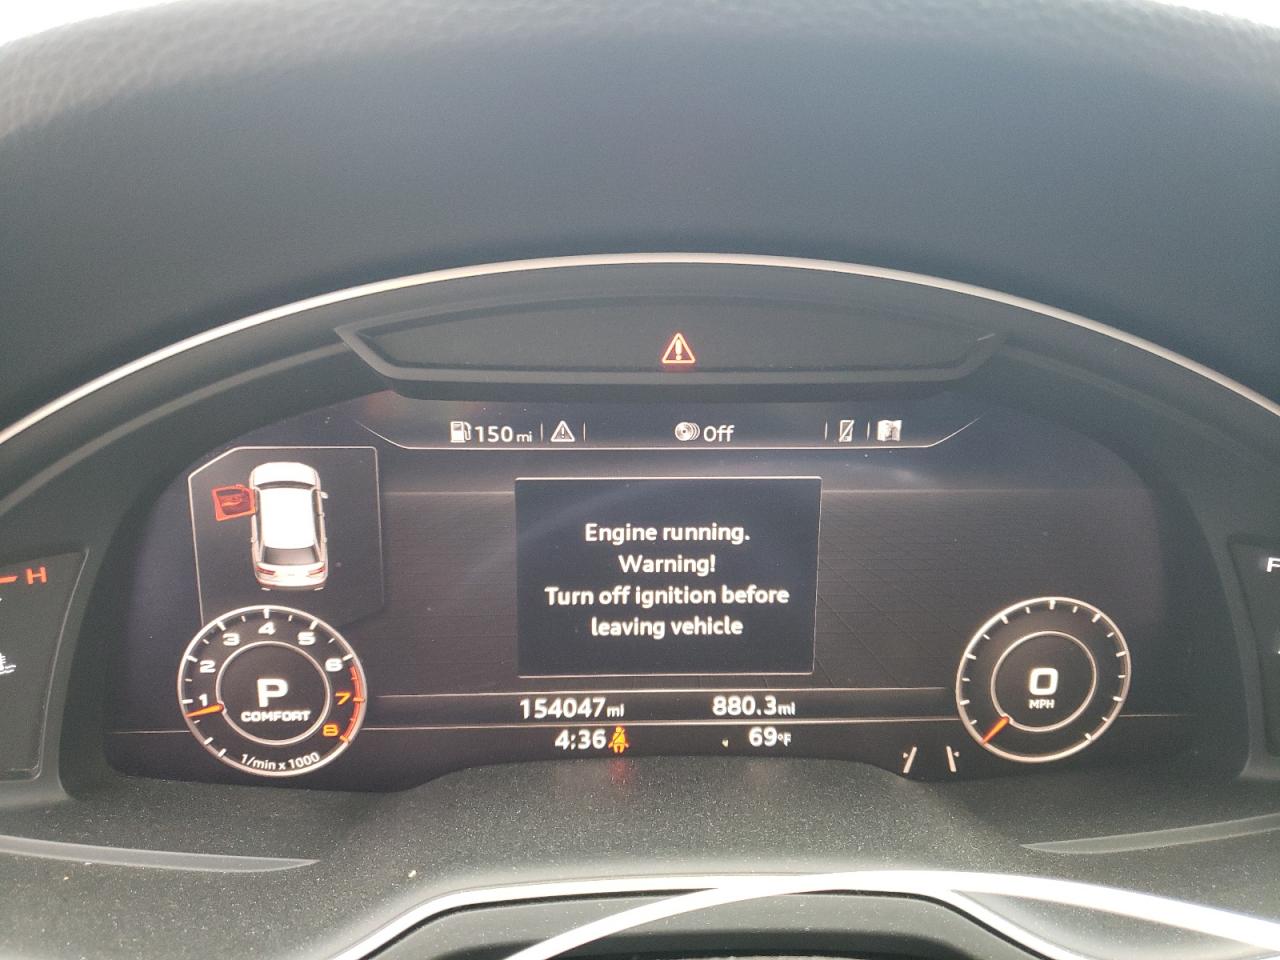 150 mi
Off
Engine running.
Warning!
Turn off ignition before
leaving vehicle
H
F
1
2
3
4
5
6
7
8
P
COMFORT
1/min x 1000
0
MPH
154047 mi
880.3 mi
4:36
69°F